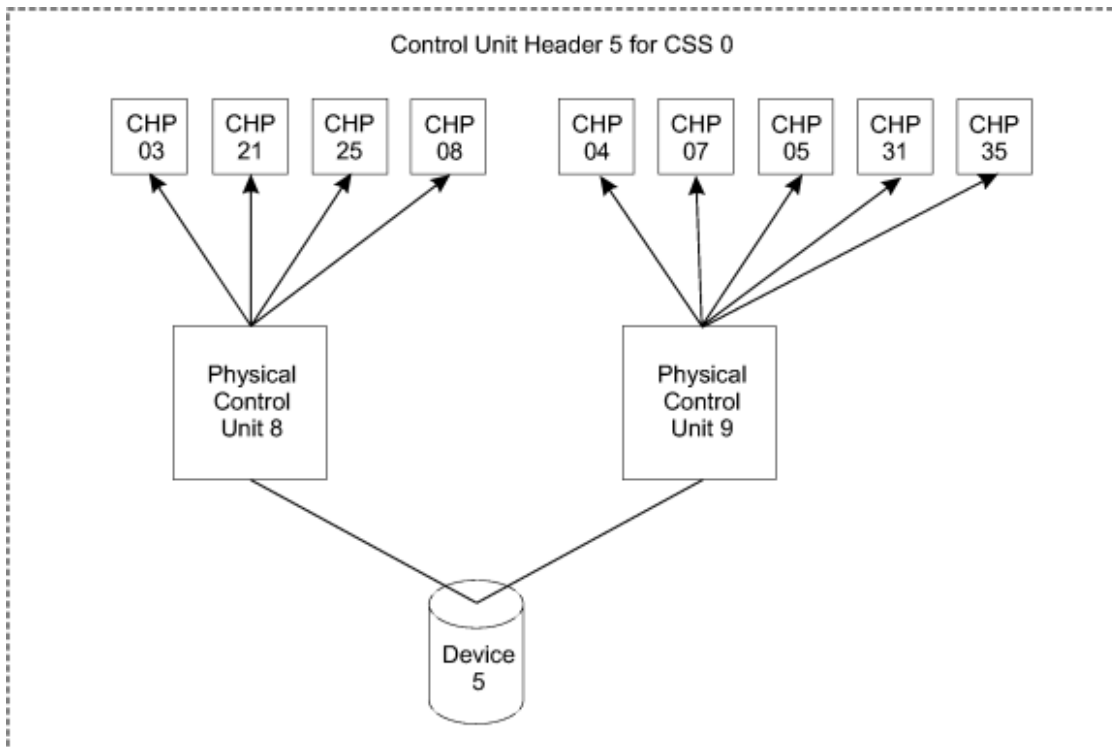 Control Unit Header 5 for CSS 0
CHP
03
CHP
21
CHP
25
CHP
08
CHP
04
CHP
07
CHP
05
CHP
31
CHP
35
Physical
Control
Unit 8
Physical
Control
Unit 9
Device
5